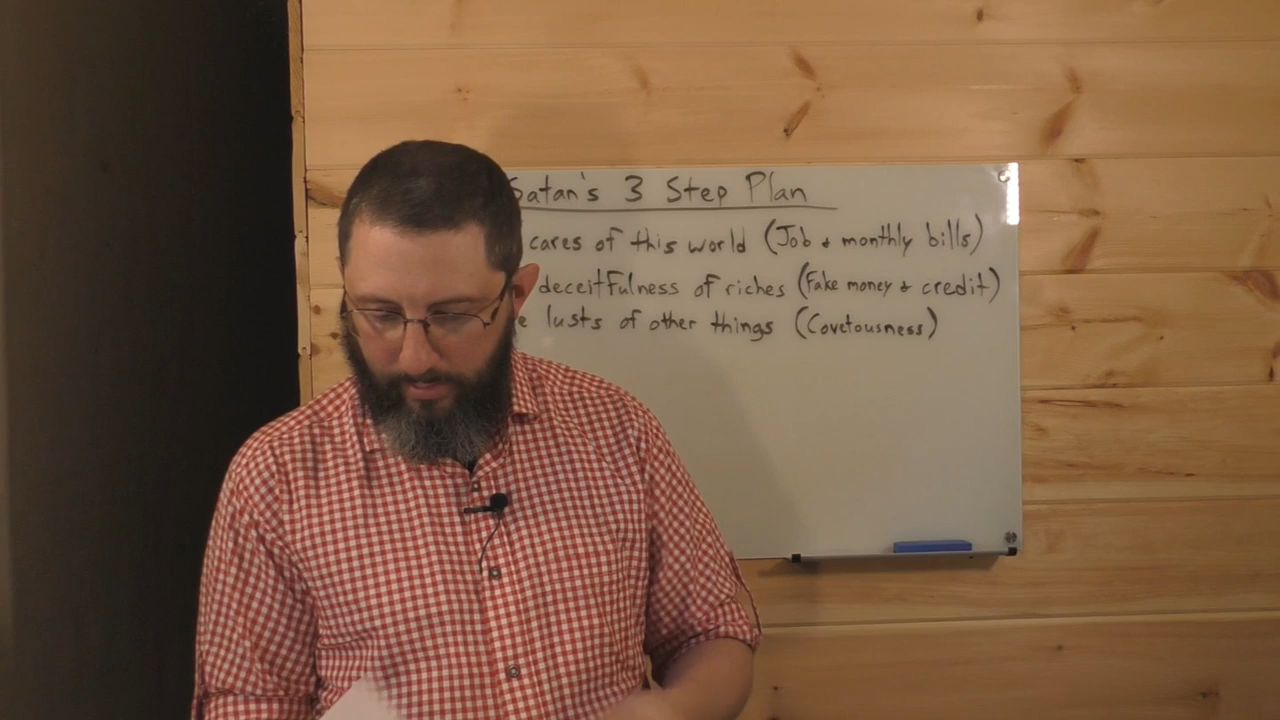 Satan's 3 Step Plan
cares of this world (Job & monthly bills)
deceitfulness of riches (Fake money & credit)
lusts of other things (Covetousness)